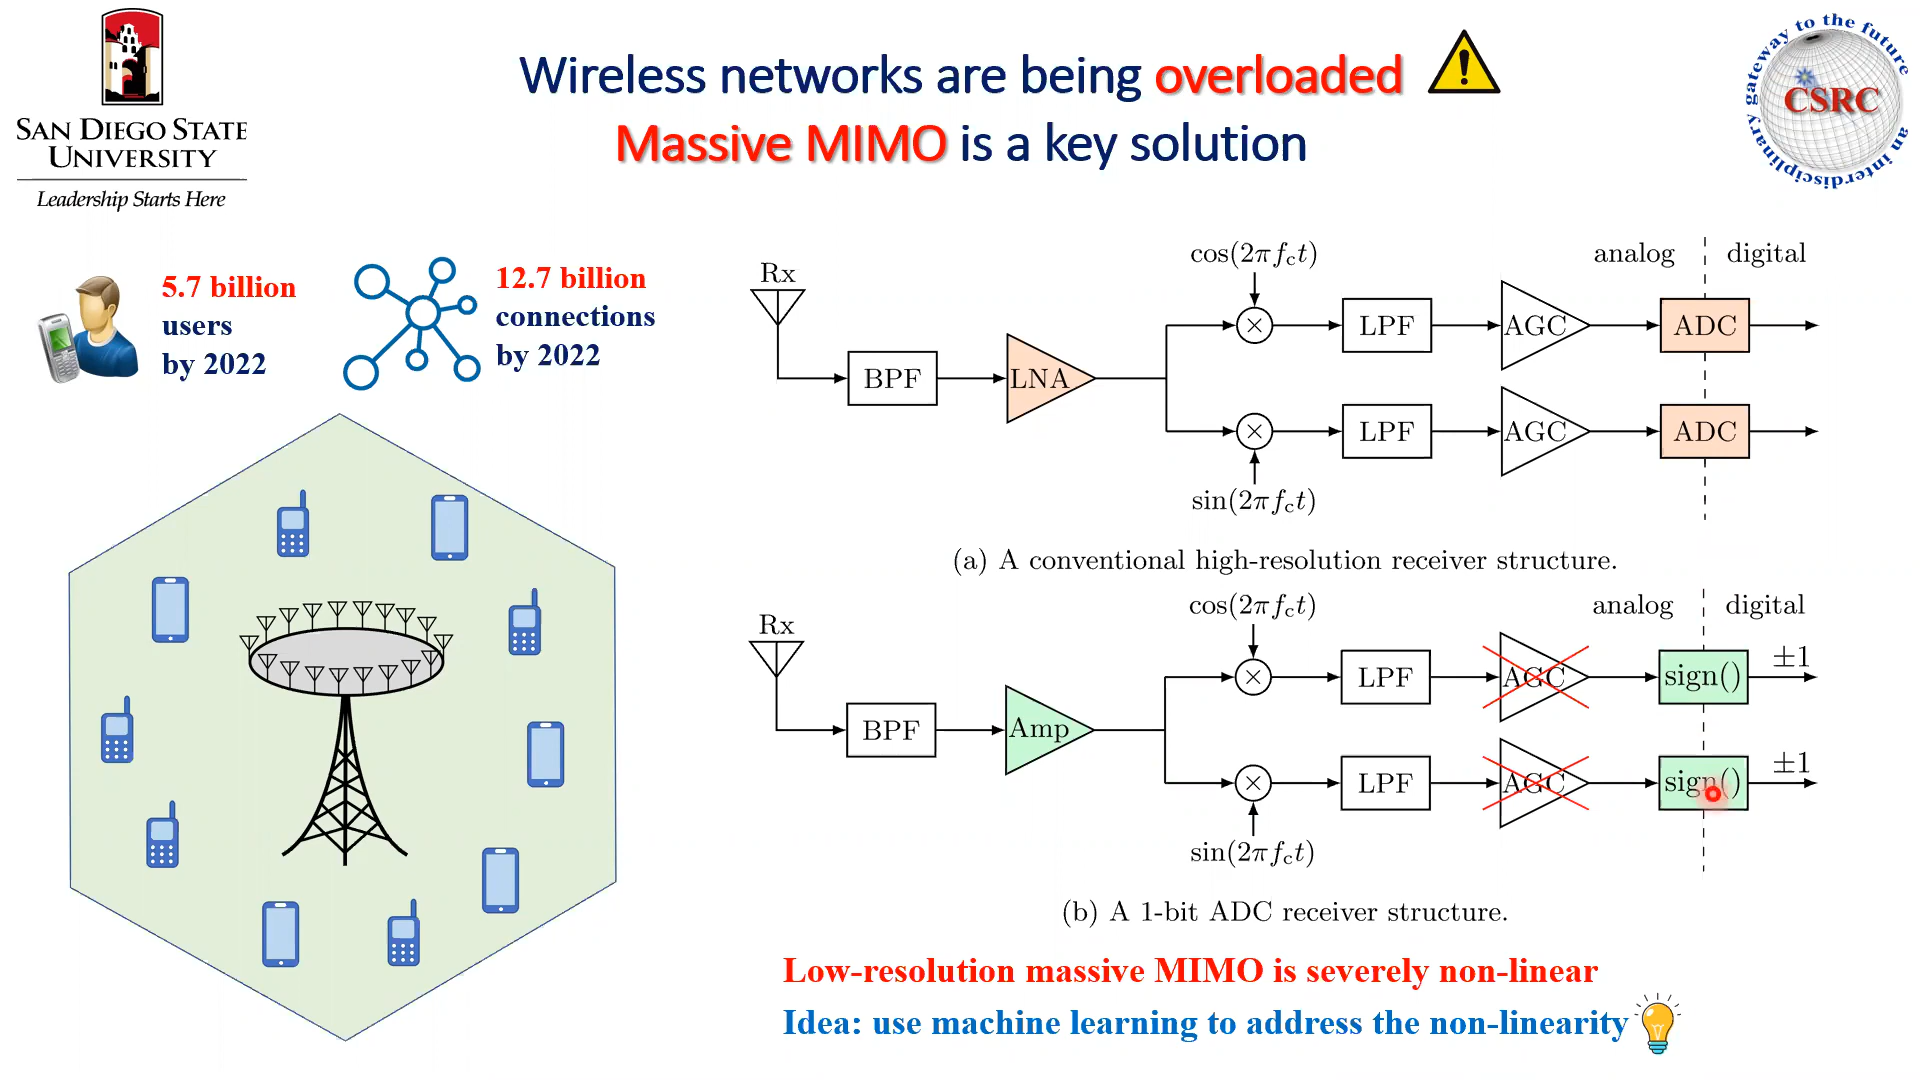 SAN DIEGO STATE
UNIVERSITY
Leadership Starts Here
Wireless networks are being overloaded
Massive MIMO is a key solution
gateway to the future
CSRC
an interdisciplinary
5.7 billion
users
by 2022
12.7 billion
connections
by 2022
Rx
BPF
LNA
cos(2πf_ct)
×
LPF
AGC
analog
digital
ADC
×
LPF
AGC
ADC
sin(2πf_ct)
(a) A conventional high-resolution receiver structure.
Rx
BPF
Amp
cos(2πf_ct)
×
LPF
AGC
analog
digital
sign()
±1
×
LPF
AGC
sign()
±1
sin(2πf_ct)
(b) A 1-bit ADC receiver structure.
Low-resolution massive MIMO is severely non-linear
Idea: use machine learning to address the non-linearity